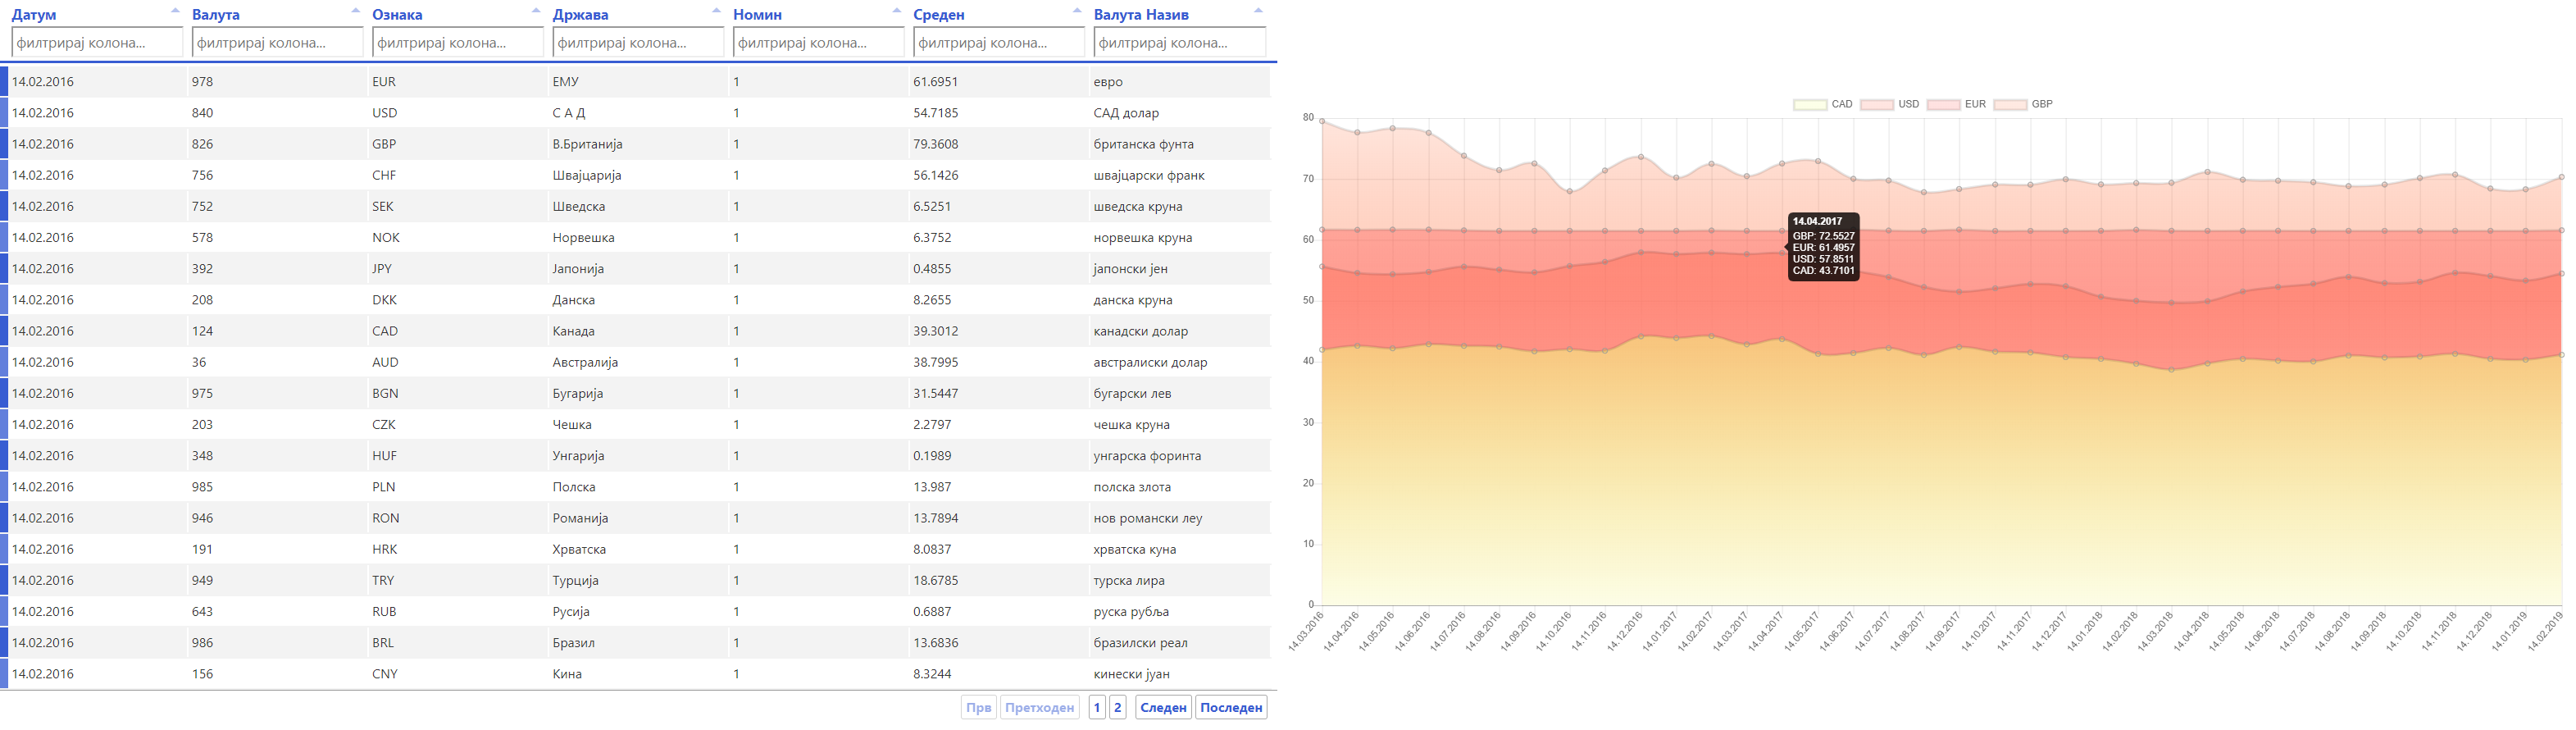 Датум Валута Ознака Држава Номин Среден Валута Назив
филтрирај колона... филтрирај колона... филтрирај колона... филтрирај колона... филтрирај колона... филтрирај колона... филтрирај колона...
14.02.2016 978 EUR ЕМУ 1 61.6951 евро
14.02.2016 840 USD С А Д 1 54.7185 САД долар
14.02.2016 826 GBP В.Британија 1 79.3608 британска фунта
14.02.2016 756 CHF Швајцарија 1 56.1426 швајцарски франк
14.02.2016 752 SEK Шведска 1 6.5251 шведска круна
14.02.2016 578 NOK Норвешка 1 6.3752 норвешка круна
14.02.2016 392 JPY Јапонија 1 0.4855 јапонски јен
14.02.2016 208 DKK Данска 1 8.2655 данска круна
14.02.2016 124 CAD Канада 1 39.3012 канадски долар
14.02.2016 36 AUD Австралија 1 38.7995 австралиски долар
14.02.2016 975 BGN Бугарија 1 31.5447 бугарски лев
14.02.2016 203 CZK Чешка 1 2.2797 чешка круна
14.02.2016 348 HUF Унгарија 1 0.1989 унгарска форинта
14.02.2016 985 PLN Полска 1 13.987 полска злота
14.02.2016 946 RON Романија 1 13.7894 нов романски леу
14.02.2016 191 HRK Хрватска 1 8.0837 хрватска куна
14.02.2016 949 TRY Турција 1 18.6785 турска лира
14.02.2016 643 RUB Русија 1 0.6887 руска рубља
14.02.2016 986 BRL Бразил 1 13.6836 бразилски реал
14.02.2016 156 CNY Кина 1 8.3244 кинески јуан
Прв Претходен 1 2 Следен Последен
CAD USD EUR GBP
80
70
60
50
40
30
20
10
0
14.04.2017
GBP: 72.5527
EUR: 61.4957
USD: 57.8511
CAD: 43.7101
14.03.2016 14.04.2016 14.05.2016 14.06.2016 14.07.2016 14.08.2016 14.09.2016 14.10.2016 14.11.2016 14.12.2016 14.01.2017 14.02.2017 14.03.2017 14.04.2017 14.05.2017 14.06.2017 14.07.2017 14.08.2017 14.09.2017 14.10.2017 14.11.2017 14.12.2017 14.01.2018 14.02.2018 14.03.2018 14.04.2018 14.05.2018 14.06.2018 14.07.2018 14.08.2018 14.09.2018 14.10.2018 14.11.2018 14.12.2018 14.01.2019 14.02.2019